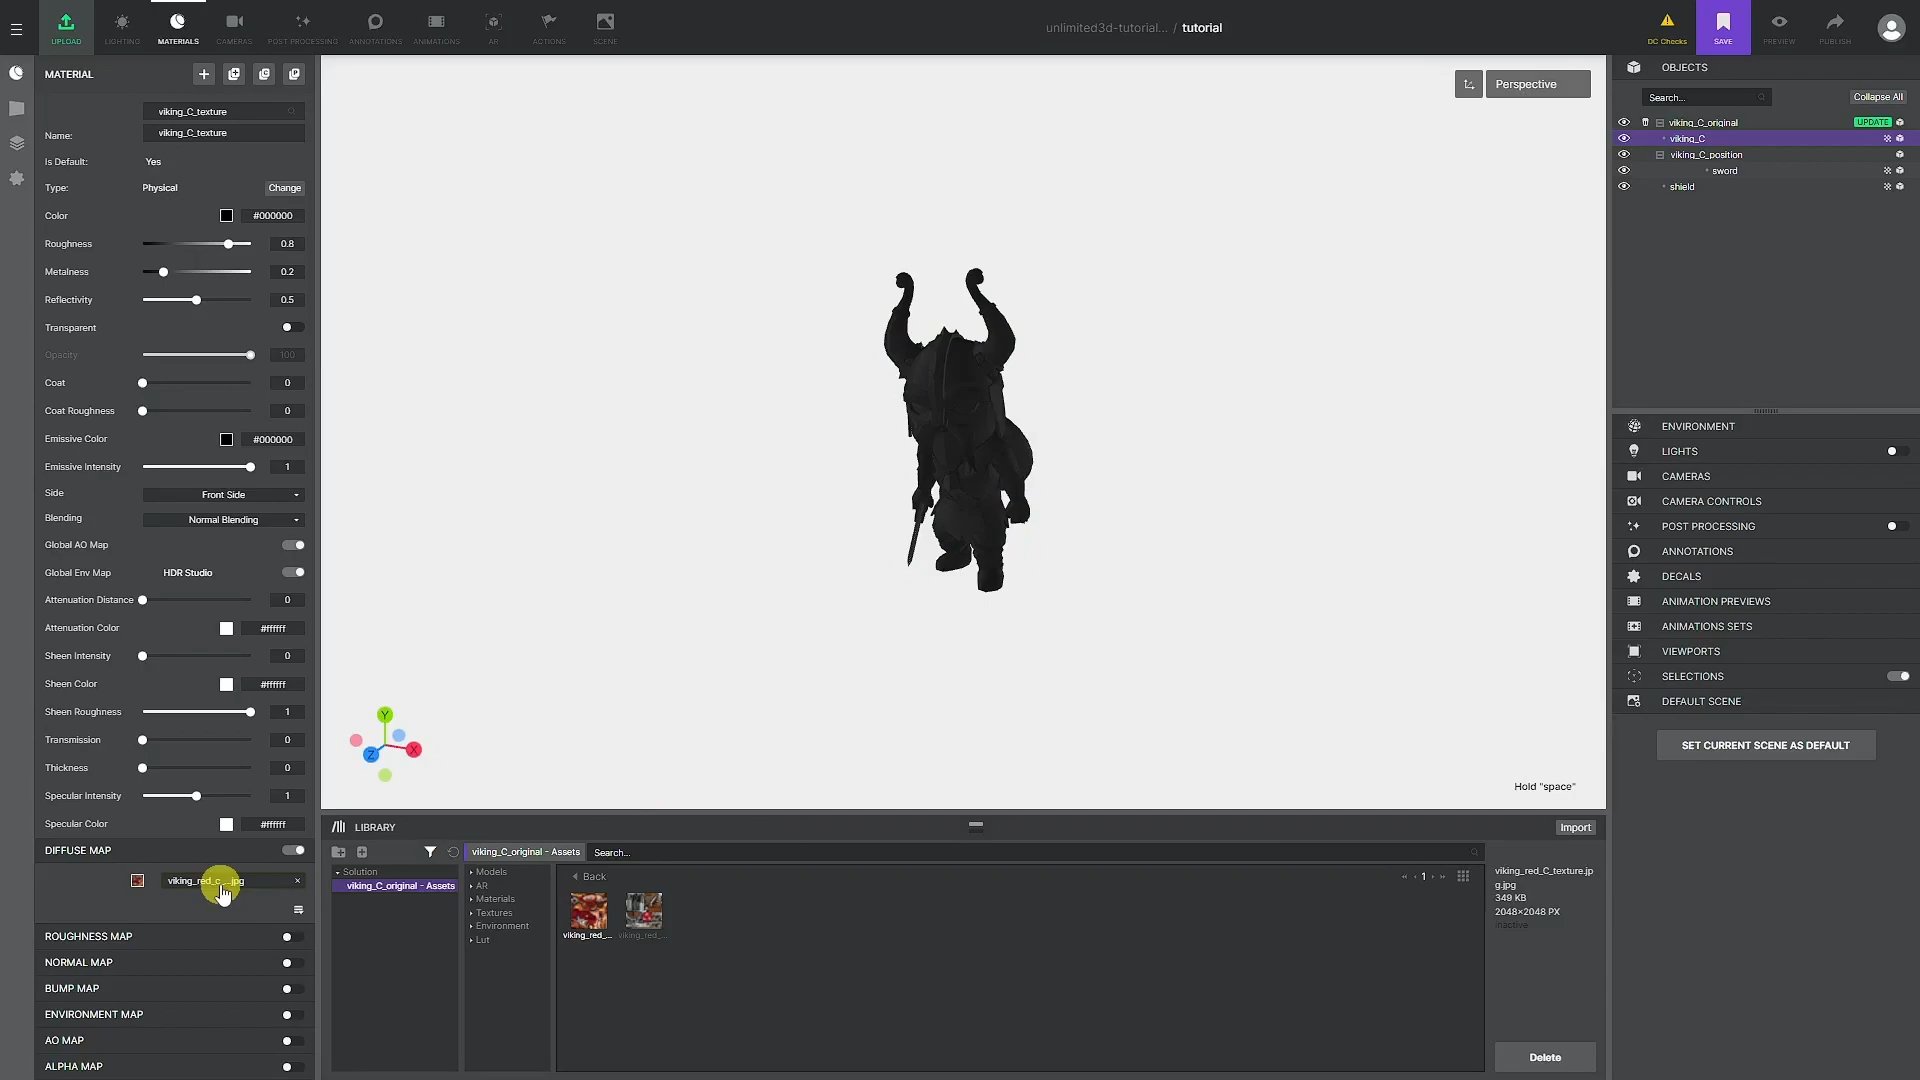 UPLOAD
LIGHTING
MATERIALS
CAMERAS
POST PROCESSING
ANNOTATIONS
ANIMATIONS
AR
ACTIONS
SCENE
unlimited3d-tutorial... / tutorial
DC Checks
SAVE
PREVIEW
PUBLISH
MATERIAL
viking_C_texture
Name:
viking_C_texture
Is Default:
Yes
Type:
Physical
Change
Color
#000000
Roughness
0.8
Metalness
0.2
Reflectivity
0.5
Transparent
Opacity
100
Coat
0
Coat Roughness
0
Emissive Color
#000000
Emissive Intensity
1
Side
Front Side
Blending
Normal Blending
Global AO Map
Global Env Map
HDR Studio
Attenuation Distance
0
Attenuation Color
#ffffff
Sheen Intensity
0
Sheen Color
#ffffff
Sheen Roughness
1
Transmission
0
Thickness
0
Specular Intensity
1
Specular Color
#ffffff
DIFFUSE MAP
viking_red_c_...jpg
ROUGHNESS MAP
NORMAL MAP
BUMP MAP
ENVIRONMENT MAP
AO MAP
ALPHA MAP
Perspective
Y
X
Z
Hold "space"
LIBRARY
Import
viking_C_original - Assets
Search...
Solution
viking_C_original - Assets
Models
AR
Materials
Textures
Environment
Lut
Back
1
viking_red_...
viking_red_...
viking_red_C_texture.jp
g.jpg
349 KB
2048x2048 PX
Inactive
Delete
OBJECTS
Search...
Collapse All
viking_C_original
UPDATE
viking_C
viking_C_position
sword
shield
ENVIRONMENT
LIGHTS
CAMERAS
CAMERA CONTROLS
POST PROCESSING
ANNOTATIONS
DECALS
ANIMATION PREVIEWS
ANIMATIONS SETS
VIEWPORTS
SELECTIONS
DEFAULT SCENE
SET CURRENT SCENE AS DEFAULT